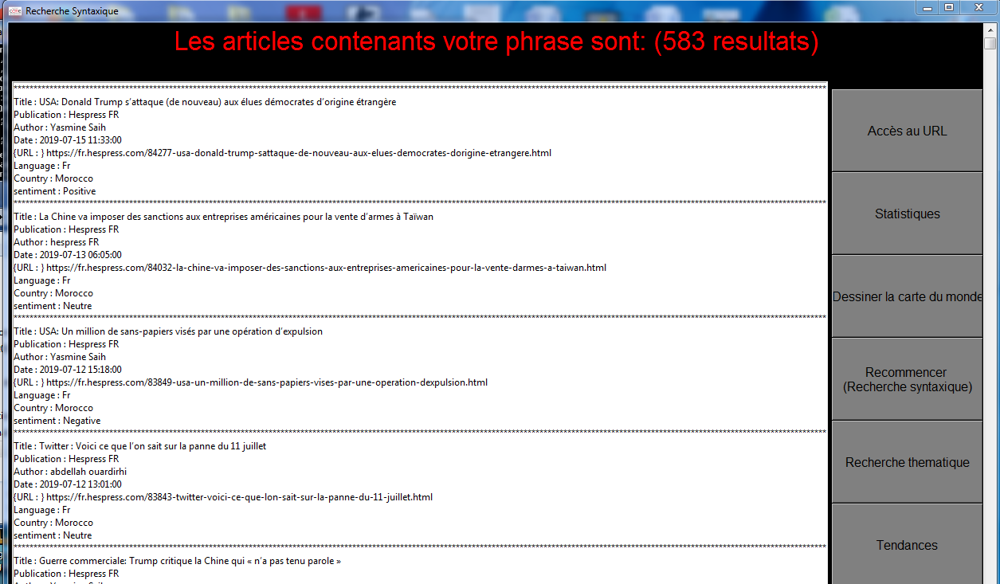 Recherche Syntaxique
Les articles contenants votre phrase sont: (583 resultats)
Title : USA: Donald Trump s’attaque (de nouveau) aux élues démocrates d’origine étrangère
Publication : Hespress FR
Author : Yasmine Saih
Date : 2019-07-15 11:33:00
{URL : } https://fr.hespress.com/84277-usa-donald-trump-sattaque-de-nouveau-aux-elues-democrates-dorigine-etrangere.html
Language : Fr
Country : Morocco
sentiment : Positive
Title : La Chine va imposer des sanctions aux entreprises américaines pour la vente d’armes à Taïwan
Publication : Hespress FR
Author : hespress FR
Date : 2019-07-13 06:05:00
{URL : } https://fr.hespress.com/84032-la-chine-va-imposer-des-sanctions-aux-entreprises-americaines-pour-la-vente-darmes-a-taiwan.html
Language : Fr
Country : Morocco
sentiment : Neutre
Title : USA: Un million de sans-papiers visés par une opération d’expulsion
Publication : Hespress FR
Author : Yasmine Saih
Date : 2019-07-12 15:18:00
{URL : } https://fr.hespress.com/83849-usa-un-million-de-sans-papiers-vises-par-une-operation-dexpulsion.html
Language : Fr
Country : Morocco
sentiment : Negative
Title : Twitter : Voici ce que l’on sait sur la panne du 11 juillet
Publication : Hespress FR
Author : abdellah ouardirhi
Date : 2019-07-12 13:01:00
{URL : } https://fr.hespress.com/83843-twitter-voici-ce-que-lon-sait-sur-la-panne-du-11-juillet.html
Language : Fr
Country : Morocco
sentiment : Neutre
Title : Guerre commerciale: Trump critique la Chine qui « n’a pas tenu parole »
Publication : Hespress FR
Accès au URL
Statistiques
Dessiner la carte du monde
Recommencer
(Recherche syntaxique)
Recherche thematique
Tendances